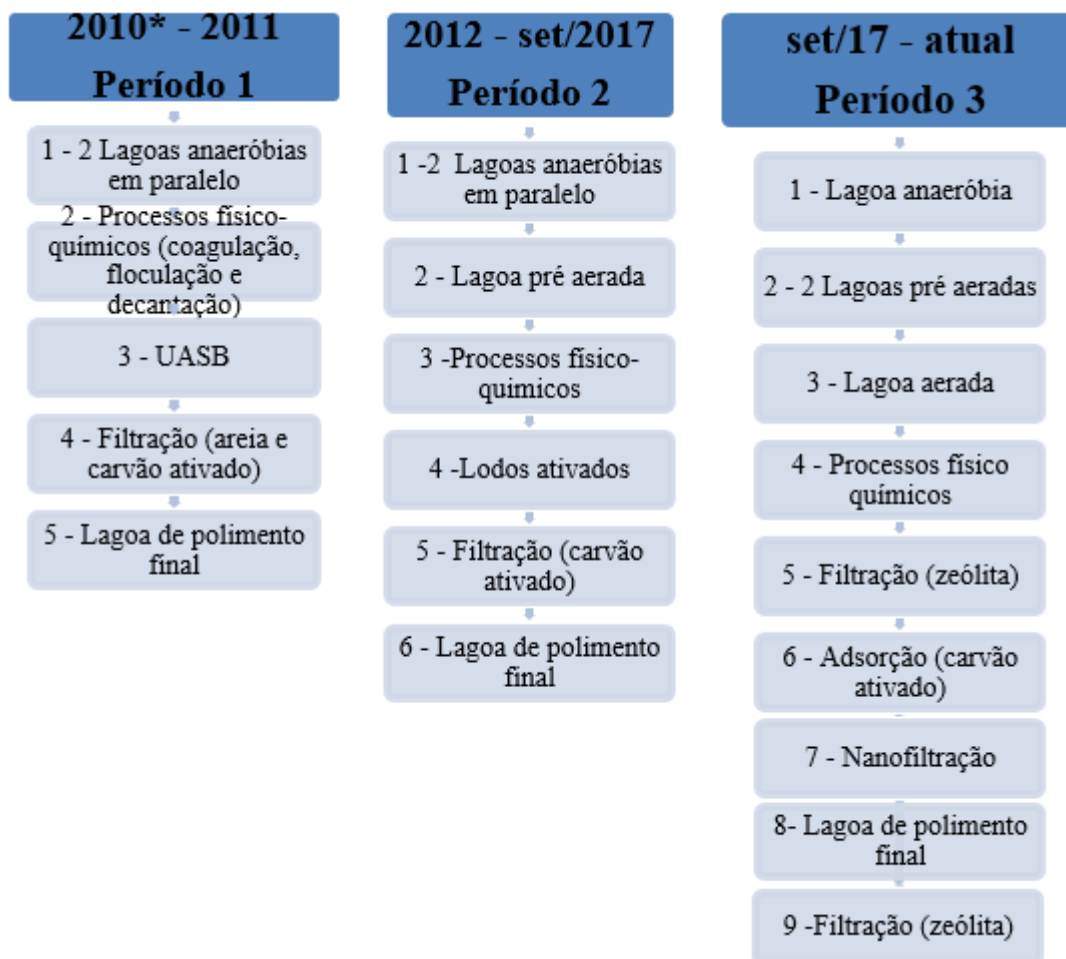 2010* - 2011
Período 1
1 - 2 Lagoas anaeróbias
em paralelo
2 - Processos físico-
químicos (coagulação,
floculação e
decantação)
3 - UASB
4 - Filtração (areia e
carvão ativado)
5 - Lagoa de polimento
final
2012 - set/2017
Período 2
1 -2  Lagoas anaeróbias
em paralelo
2 - Lagoa pré aerada
3 -Processos físico-
quimicos
4 -Lodos ativados
5 - Filtração (carvão
ativado)
6 - Lagoa de polimento
final
set/17 - atual
Período 3
1 - Lagoa anaeróbia
2 - 2 Lagoas pré aeradas
3 - Lagoa aerada
4 - Processos físico
químicos
5 - Filtração (zeólita)
6 - Adsorção (carvão
ativado)
7 - Nanofiltração
8- Lagoa de polimento
final
9 -Filtração (zeólita)